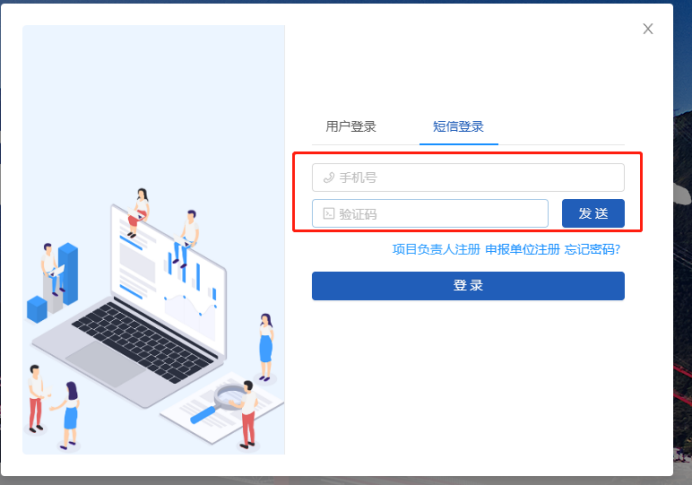 用户登录 短信登录
手机号
验证码 发 送
项目负责人注册 申报单位注册 忘记密码?
登 录